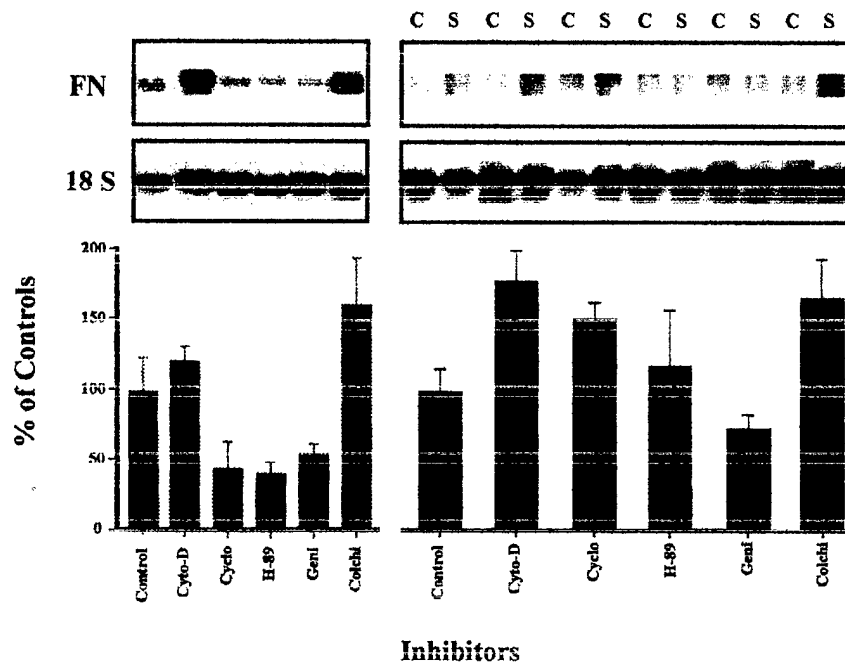 C S C S C S C S C S C S
FN
18 S
% of Controls
200
150
100
50
0
Control Cyto-D Cyclo H-89 Geni Colchi
Control Cyto-D Cyclo H-89 Geni Colchi
Inhibitors